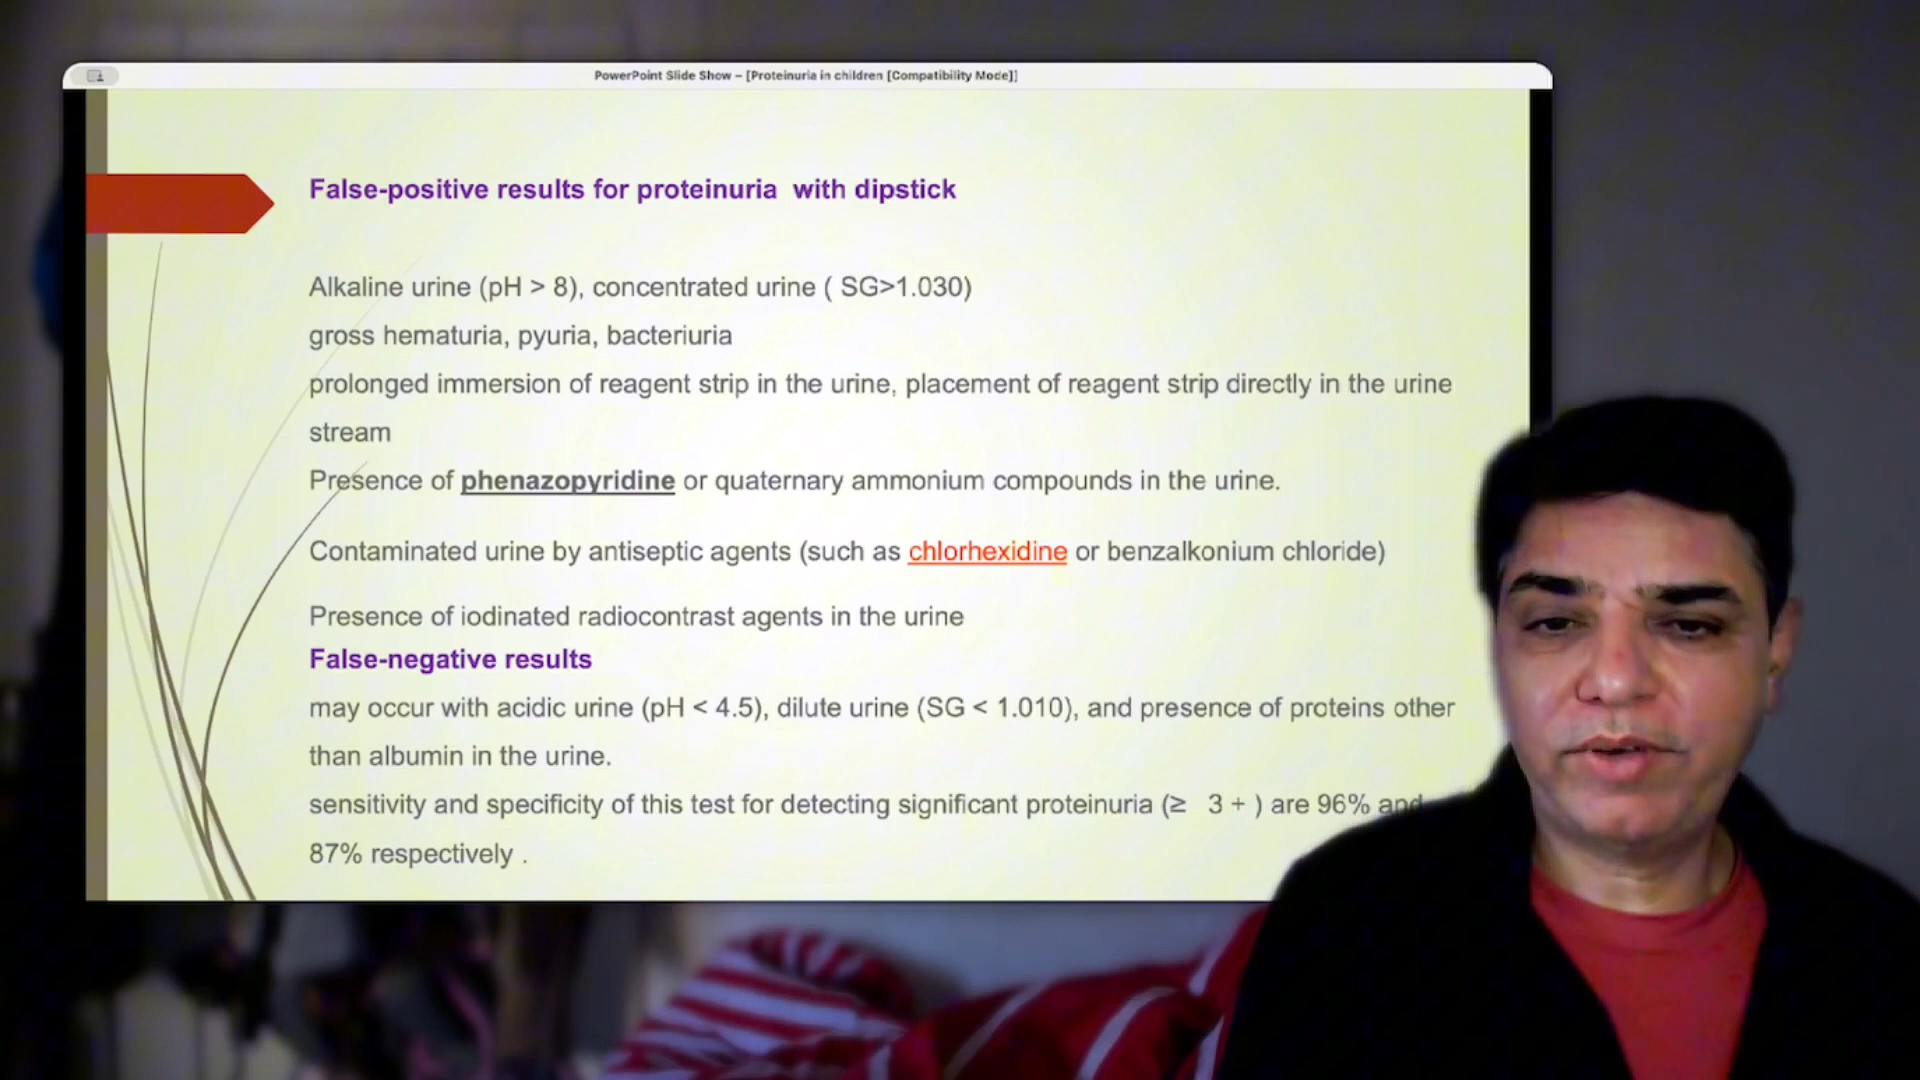 PowerPoint Slide Show – [Proteinuria in children [Compatibility Mode]]
False-positive results for proteinuria with dipstick
Alkaline urine (pH > 8), concentrated urine ( SG>1.030)
gross hematuria, pyuria, bacteriuria
prolonged immersion of reagent strip in the urine, placement of reagent strip directly in the urine
stream
Presence of phenazopyridine or quaternary ammonium compounds in the urine.
Contaminated urine by antiseptic agents (such as chlorhexidine or benzalkonium chloride)
Presence of iodinated radiocontrast agents in the urine
False-negative results
may occur with acidic urine (pH < 4.5), dilute urine (SG < 1.010), and presence of proteins other
than albumin in the urine.
sensitivity and specificity of this test for detecting significant proteinuria (≥ 3 + ) are 96% and
87% respectively .